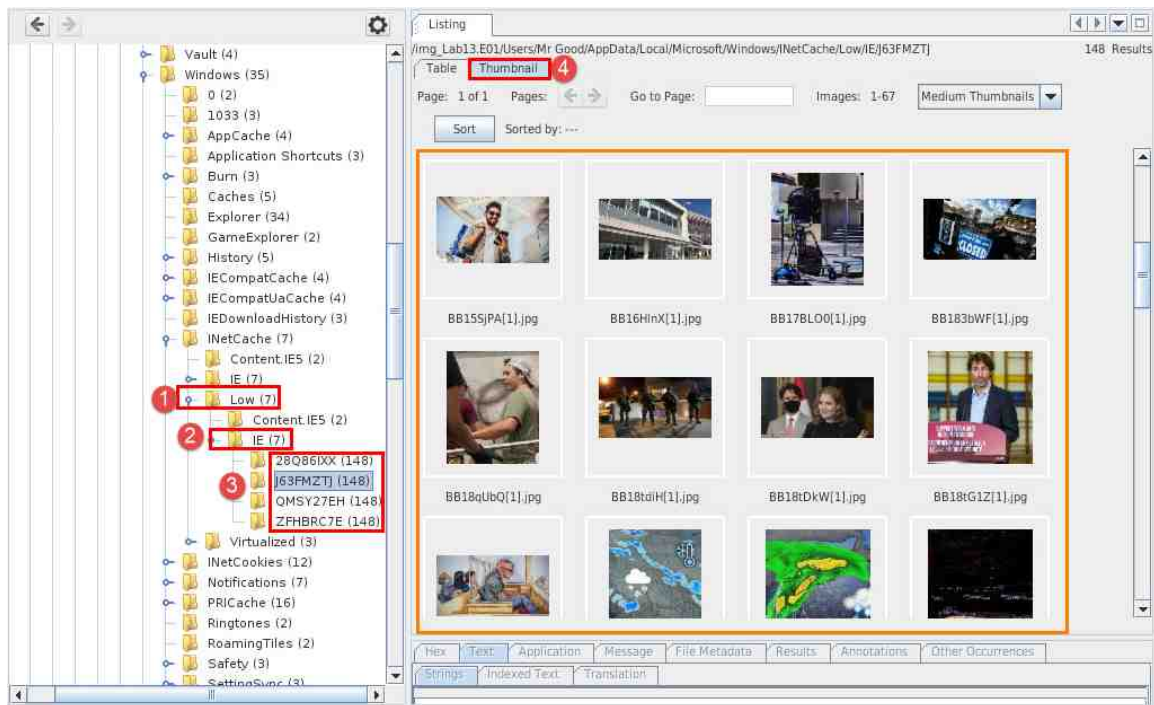 Vault (4)
Windows (35)
0 (2)
1033 (3)
AppCache (4)
Application Shortcuts (3)
Burn (3)
Caches (5)
Explorer (34)
GameExplorer (2)
History (5)
IECompatCache (4)
IECompatUaCache (4)
IEDownloadHistory (3)
INetCache (7)
Content.IE5 (2)
IE (7)
1 Low (7)
Content.IE5 (2)
2 IE (7)
28Q86IXX (148)
3 J63FMZTJ (148)
QMSY27EH (148)
ZFHBRC7E (148)
Virtualized (3)
INetCookies (12)
Notifications (7)
PRICache (16)
Ringtones (2)
RoamingTiles (2)
Safety (3)
SettingSync (3)
Listing
/img_Lab13.E01/Users/Mr Good/AppData/Local/Microsoft/Windows/INetCache/Low/IE/J63FMZTJ 148 Results
Table Thumbnail 4
Page: 1 of 1 Pages: Go to Page: Images: 1-67 Medium Thumbnails
Sort Sorted by: ---
CLOSED
BB15SjPA[1].jpg BB16HInX[1].jpg BB17BLO0[1].jpg BB183bWF[1].jpg
BB18qUbQ[1].jpg BB18tdiH[1].jpg BB18tDkW[1].jpg BB18tG1Z[1].jpg
Hex Text Application Message File Metadata Results Annotations Other Occurrences
Strings Indexed Text Translation